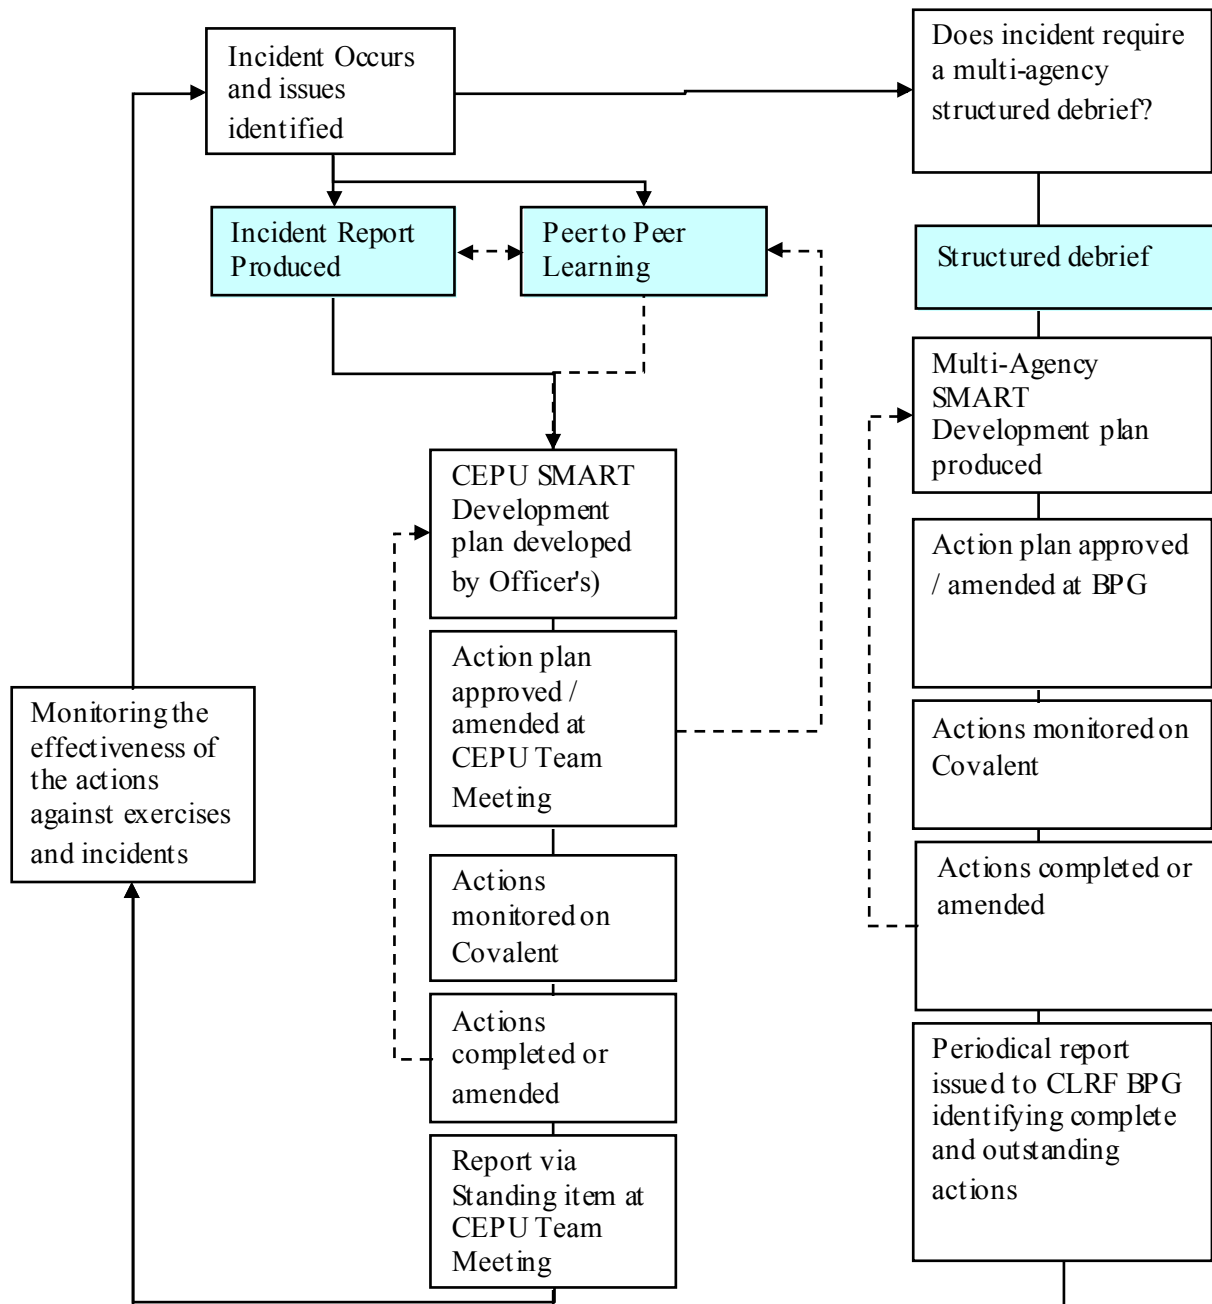 Incident Occurs
and issues
identified
Does incident require
a multi-agency
structured debrief?
Incident Report
Produced
Peer to Peer
Learning
Structured debrief
Multi-Agency
SMART
Development plan
produced
CEPU SMART
Development
plan developed
by Officer's)
Action plan approved
/ amended at BPG
Action plan
approved /
amended at
CEPU Team
Meeting
Monitoring the
effectiveness of
the actions
against exercises
and incidents
Actions monitored on
Covalent
Actions
monitored on
Covalent
Actions completed or
amended
Actions
completed or
amended
Periodical report
issued to CLRF BPG
identifying complete
and outstanding
actions
Report via
Standing item at
CEPU Team
Meeting